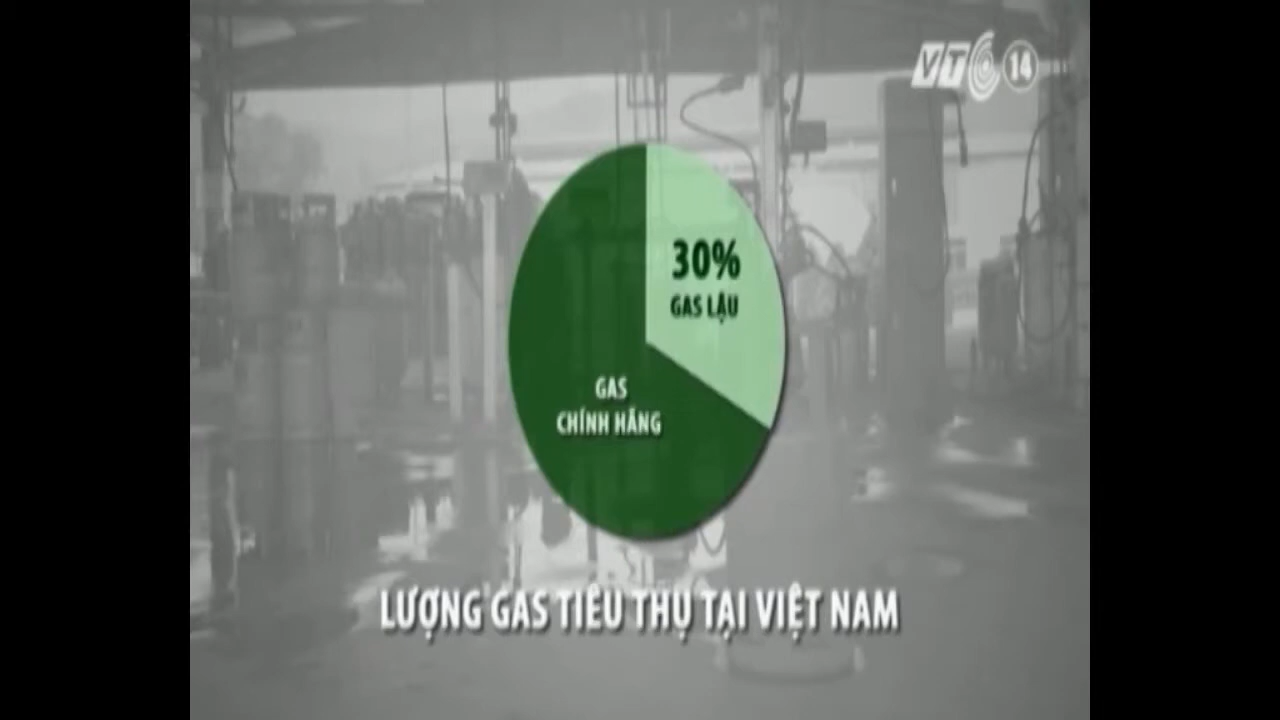 VTC 14
30%
GAS LẬU
GAS
CHÍNH HÃNG
LƯỢNG GAS TIÊU THỤ TẠI VIỆT NAM